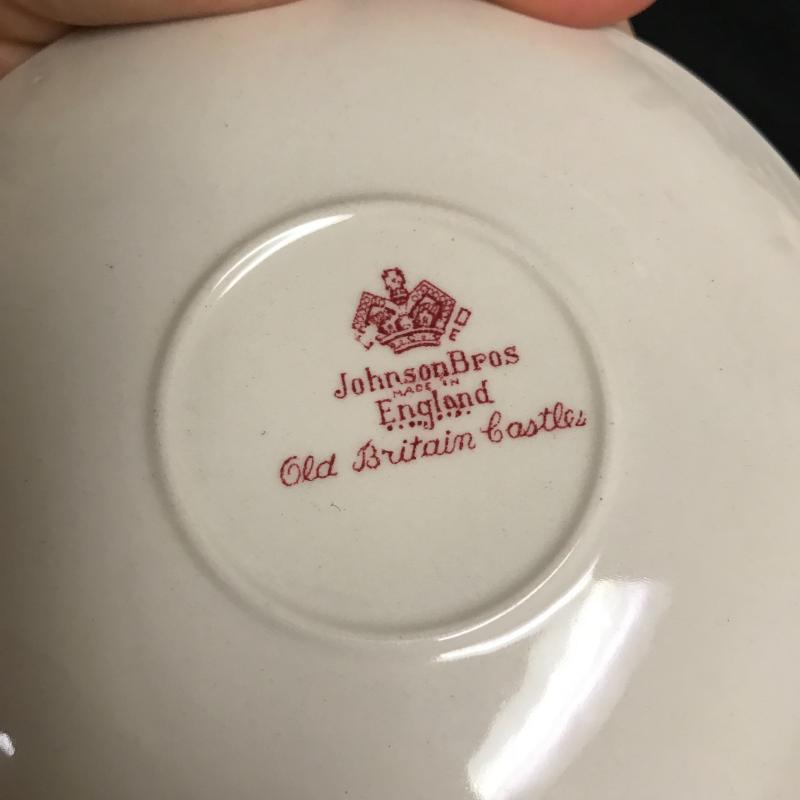 D
E
JohnsonBros
MADE IN
England
Old Britain Castles